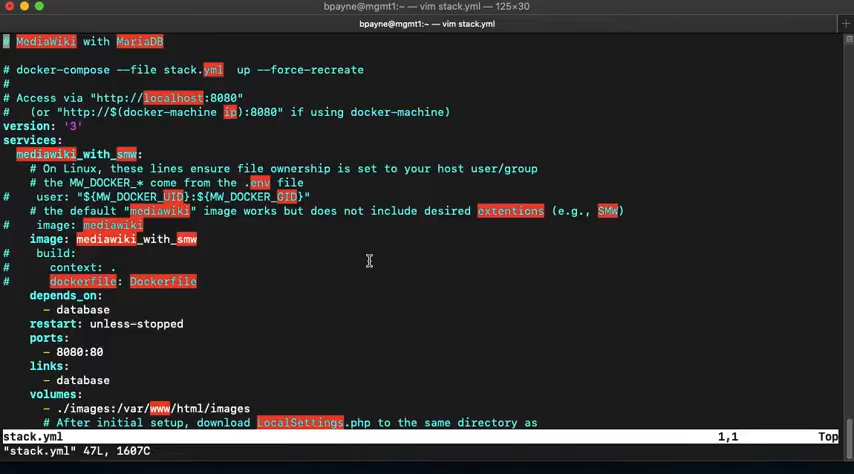 bpayne@mgmt1:~ — vim stack.yml — 125×30
bpayne@mgmt1:~ — vim stack.yml
# MediaWiki with MariaDB
# docker-compose --file stack.yml  up --force-recreate
#
# Access via "http://localhost:8080"
#   (or "http://$(docker-machine ip):8080" if using docker-machine)
version: '3'
services:
  mediawiki_with_smw:
    # On Linux, these lines ensure file ownership is set to your host user/group
    # the MW_DOCKER_* come from the .env file
#    user: "${MW_DOCKER_UID}:${MW_DOCKER_GID}"
    # the default "mediawiki" image works but does not include desired extentions (e.g., SMW)
#    image: mediawiki
    image: mediawiki_with_smw
#    build:
#      context: .
#      dockerfile: Dockerfile
    depends_on:
      - database
    restart: unless-stopped
    ports:
      - 8080:80
    links:
      - database
    volumes:
      - ./images:/var/www/html/images
      # After initial setup, download LocalSettings.php to the same directory as
stack.yml 1,1 Top
"stack.yml" 47L, 1607C